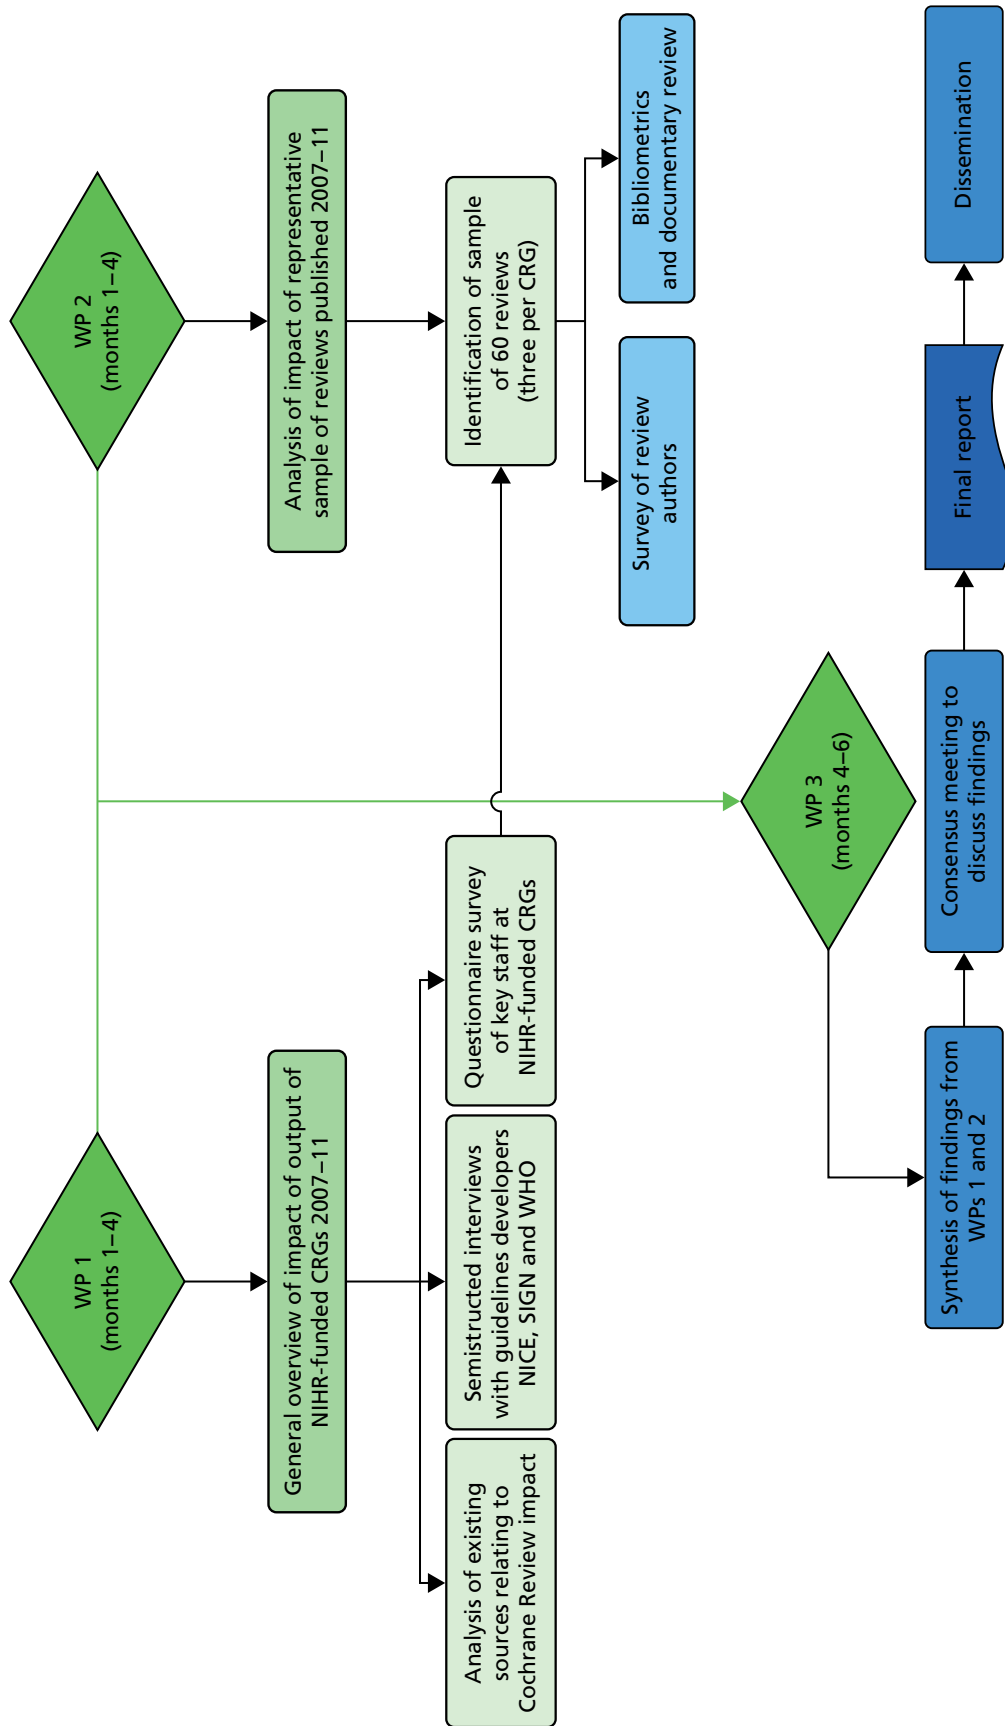 WP 1
(months 1–4)
WP 2
(months 1–4)
General overview of impact of output of
NIHR-funded CRGs 2007–11
Analysis of impact of representative
sample of reviews published 2007–11
Analysis of existing
sources relating to
Cochrane Review impact
Semistructed interviews
with guidelines developers
NICE, SIGN and WHO
Questionnaire survey
of key staff at
NIHR-funded CRGs
Identification of sample
of 60 reviews
(three per CRG)
Survey of review
authors
Bibliometrics
and documentary review
WP 3
(months 4–6)
Synthesis of findings from
WPs 1 and 2
Consensus meeting to
discuss findings
Final report
Dissemination